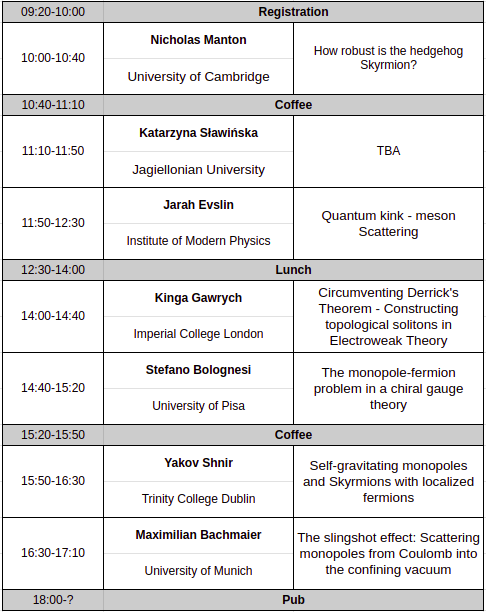 09:20-10:00 Registration
10:00-10:40
Nicholas Manton
University of Cambridge
How robust is the hedgehog
Skyrmion?
10:40-11:10 Coffee
11:10-11:50
Katarzyna Sławińska
Jagiellonian University
TBA
11:50-12:30
Jarah Evslin
Institute of Modern Physics
Quantum kink - meson
Scattering
12:30-14:00 Lunch
14:00-14:40
Kinga Gawrych
Imperial College London
Circumventing Derrick's
Theorem - Constructing
topological solitons in
Electroweak Theory
14:40-15:20
Stefano Bolognesi
University of Pisa
The monopole-fermion
problem in a chiral gauge
theory
15:20-15:50 Coffee
15:50-16:30
Yakov Shnir
Trinity College Dublin
Self-gravitating monopoles
and Skyrmions with localized
fermions
16:30-17:10
Maximilian Bachmaier
University of Munich
The slingshot effect: Scattering
monopoles from Coulomb into
the confining vacuum
18:00-? Pub